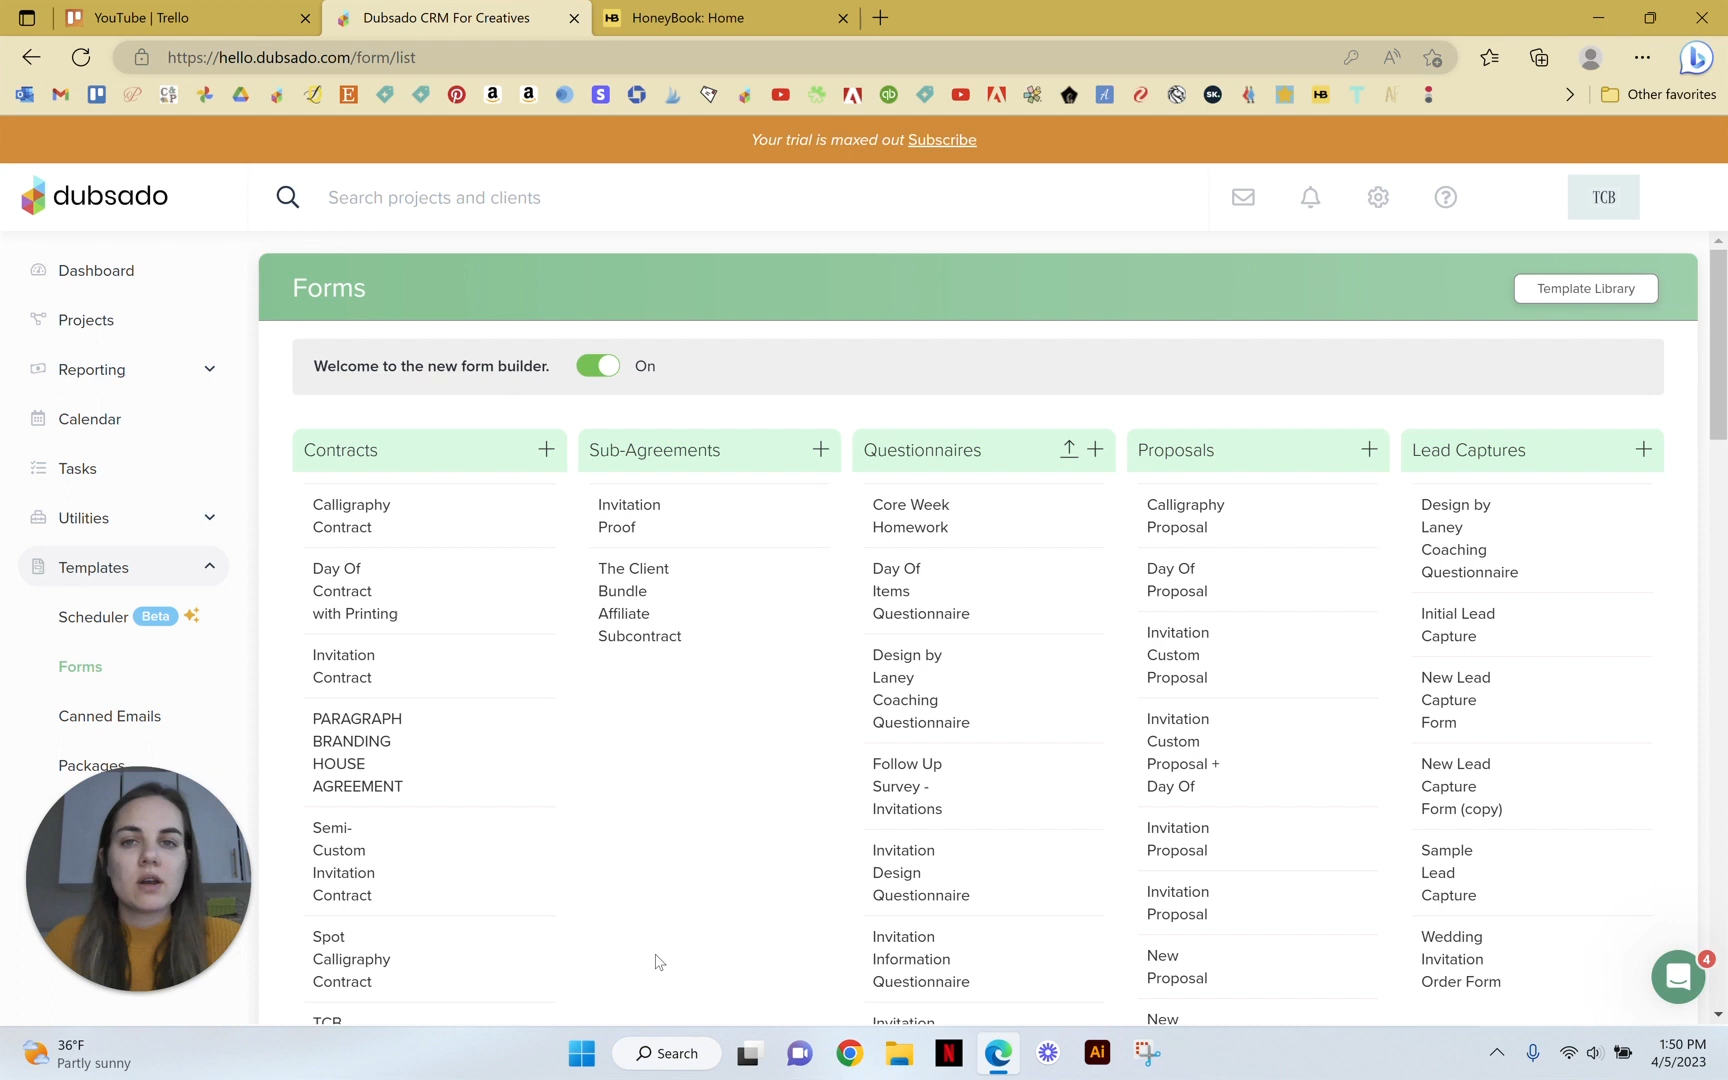 YouTube | Trello
Dubsado CRM For Creatives
HB
HoneyBook: Home
https://hello.dubsado.com/form/list
Other favorites
Your trial is maxed out Subscribe
dubsado
Search projects and clients
TCB
Dashboard
Projects
Reporting
Calendar
Tasks
Utilities
Templates
Scheduler Beta
Forms
Canned Emails
Packages
Forms
Template Library
Welcome to the new form builder.
On
Contracts
Calligraphy
Contract
Day Of
Contract
with Printing
Invitation
Contract
PARAGRAPH
BRANDING
HOUSE
AGREEMENT
Semi-
Custom
Invitation
Contract
Spot
Calligraphy
Contract
TCB
Sub-Agreements
Invitation
Proof
The Client
Bundle
Affiliate
Subcontract
Questionnaires
Core Week
Homework
Day Of
Items
Questionnaire
Design by
Laney
Coaching
Questionnaire
Follow Up
Survey -
Invitations
Invitation
Design
Questionnaire
Invitation
Information
Questionnaire
Invitation
Proposals
Calligraphy
Proposal
Day Of
Proposal
Invitation
Custom
Proposal
Invitation
Custom
Proposal +
Day Of
Invitation
Proposal
Invitation
Proposal
New
Proposal
New
Lead Captures
Design by
Laney
Coaching
Questionnaire
Initial Lead
Capture
New Lead
Capture
Form
New Lead
Capture
Form (copy)
Sample
Lead
Capture
Wedding
Invitation
Order Form
4
36°F
Partly sunny
Search
N
Ai
1:50 PM
4/5/2023